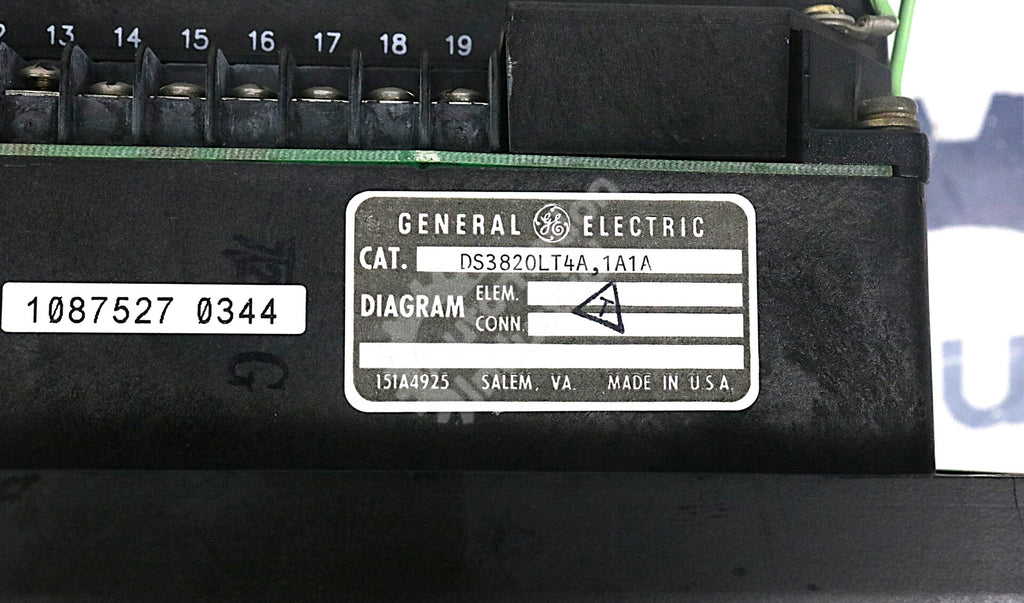 13 14 15 16 17 18 19
GENERAL GE ELECTRIC
CAT. DS3820LT4A,1A1A
DIAGRAM ELEM.
CONN.
T
151A4925 SALEM, VA. MADE IN U.S.A.
1087527 0344
G